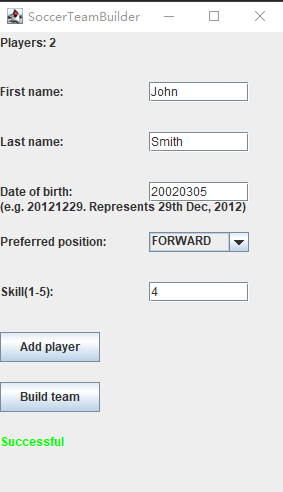 SoccerTeamBuilder
Players: 2
First name: John
Last name: Smith
Date of birth: 20020305
(e.g. 20121229. Represents 29th Dec, 2012)
Preferred position: FORWARD
Skill(1-5): 4
Add player
Build team
Successful